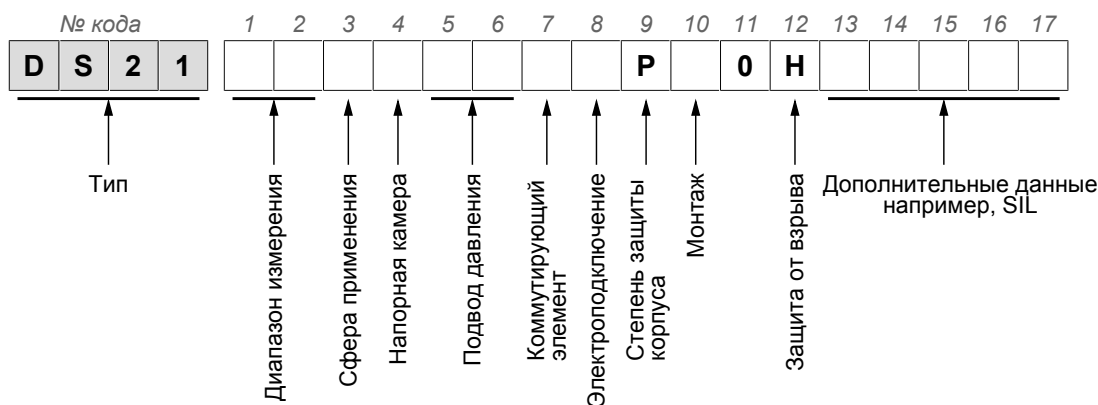 № кода 1 2 3 4 5 6 7 8 9 10 11 12 13 14 15 16 17
D S 2 1 P 0 H
Тип
Диапазон измерения
Сфера применения
Напорная камера
Подвод давления
Коммутирующий
элемент
Электроподключение
Степень защиты
корпуса
Монтаж
Защита от взрыва
Дополнительные данные
например, SIL